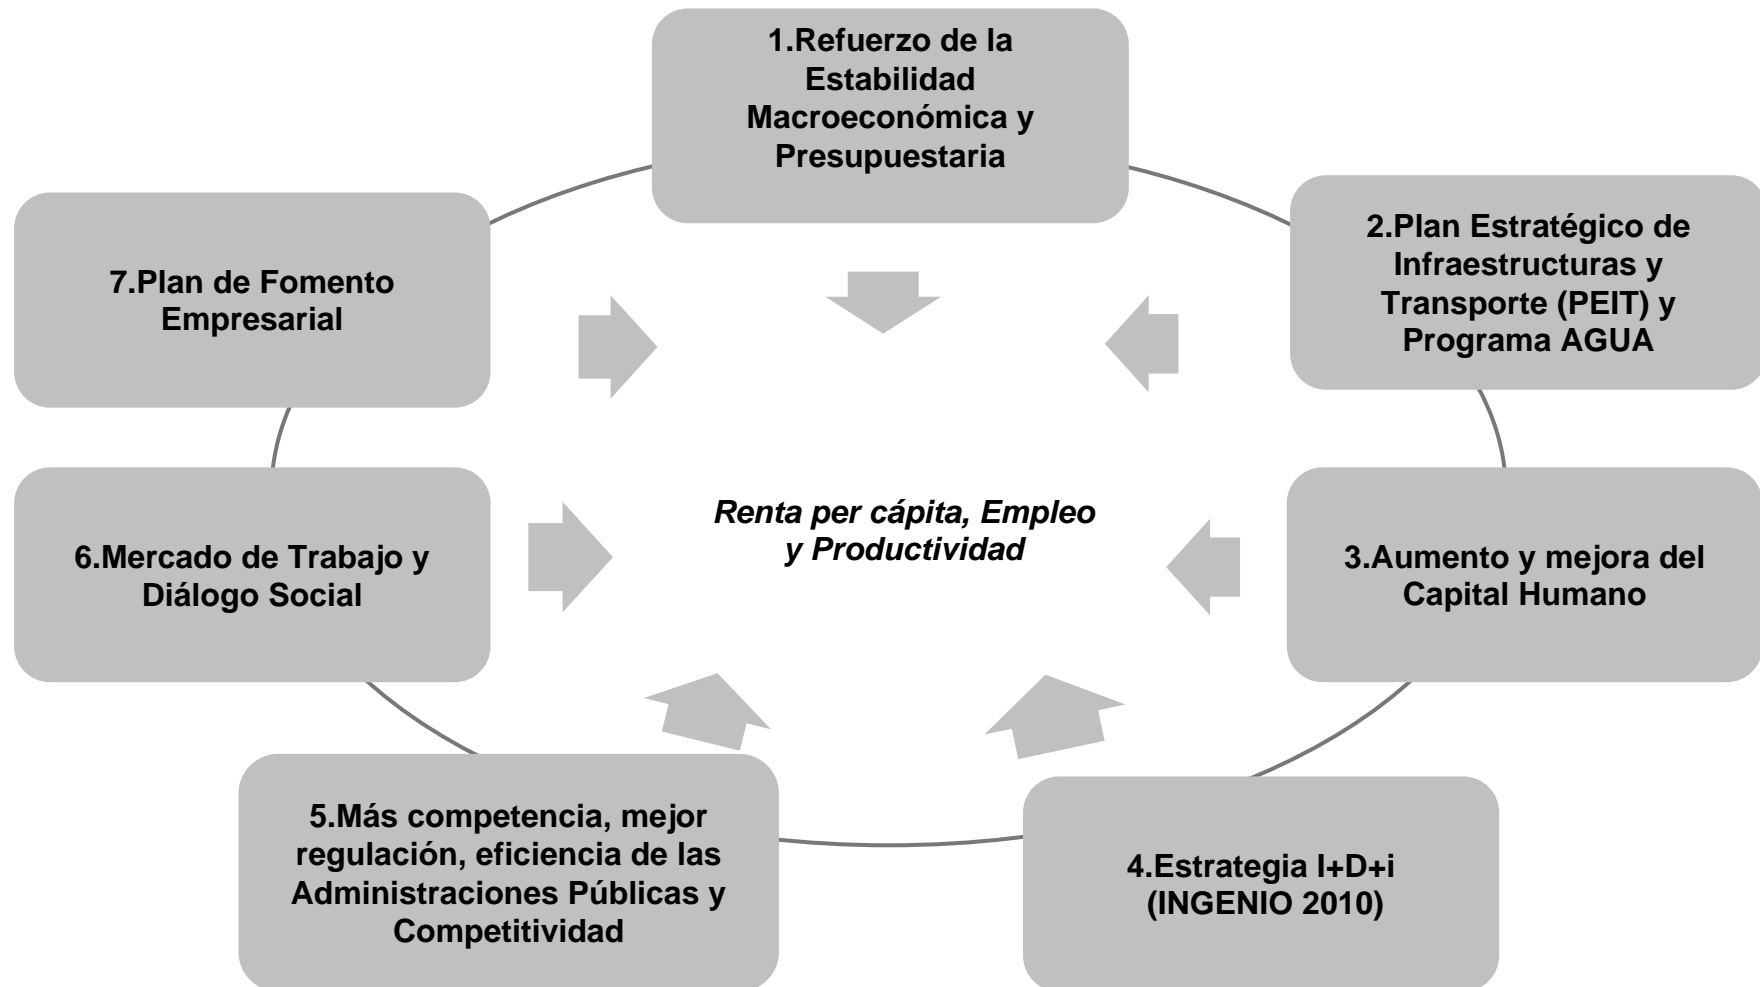 1.Refuerzo de la
Estabilidad
Macroeconómica y
Presupuestaria
2.Plan Estratégico de
Infraestructuras y
Transporte (PEIT) y
Programa AGUA
7.Plan de Fomento
Empresarial
Renta per cápita, Empleo
y Productividad
6.Mercado de Trabajo y
Diálogo Social
3.Aumento y mejora del
Capital Humano
5.Más competencia, mejor
regulación, eficiencia de las
Administraciones Públicas y
Competitividad
4.Estrategia I+D+i
(INGENIO 2010)